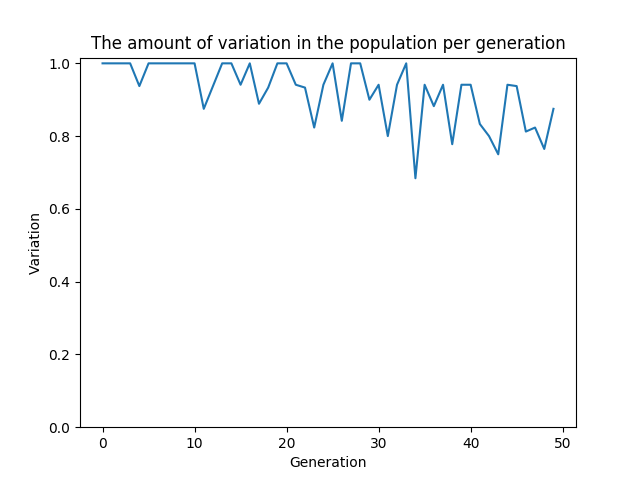 The amount of variation in the population per generation
1.0
0.8
0.6
0.4
0.2
0.0
Variation
0 10 20 30 40 50
Generation